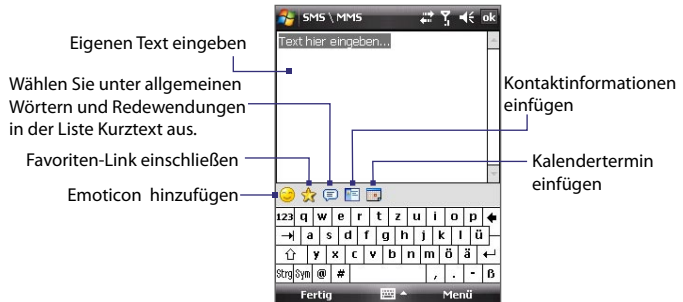 SMS \ MMS
ok
Text hier eingeben...
Eigenen Text eingeben
Wählen Sie unter allgemeinen
Wörtern und Redewendungen
in der Liste Kurztext aus.
Favoriten-Link einschließen
Emoticon hinzufügen
Kontaktinformationen
einfügen
Kalendertermin
einfügen
123 q w e r t z u i o p
a s d f g h j k l ü
y x c v b n m ö ä
Strg Sym @ # , . - ß
Fertig Menü